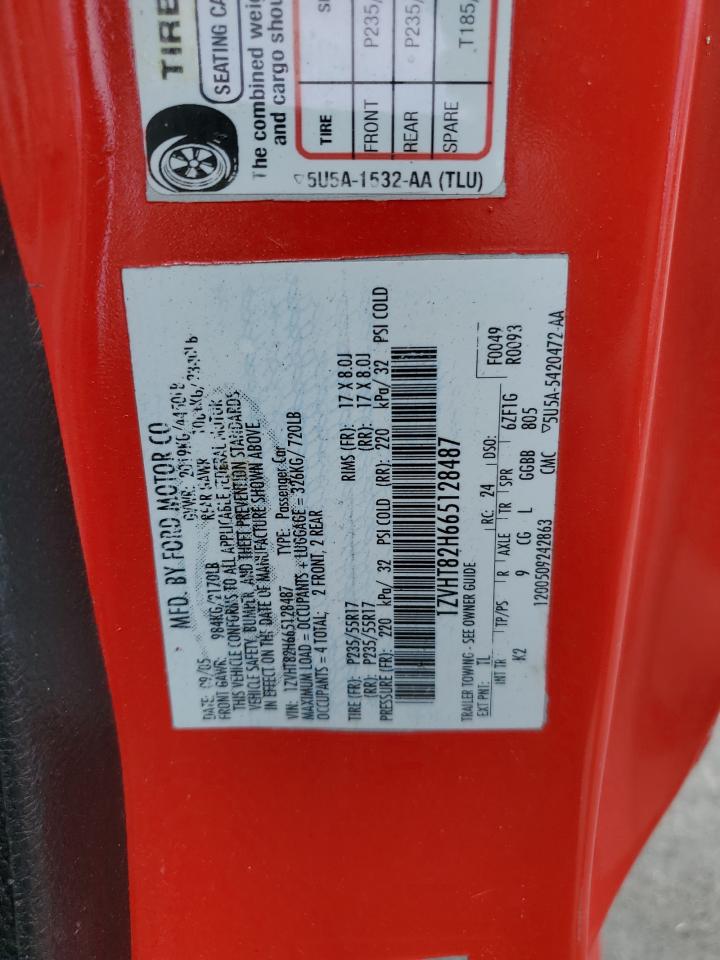 TIRE
SEATING CA
The combined weig
and cargo shou
TIRE
FRONT P235/
REAR P235/
SPARE T185/
5U5A-1532-AA (TLU)
MFD. BY FORD MOTOR CO
DATE: 09/05 GVWR:
FRONT GAWR: 984KG/2170LB REAR GAWR
THIS VEHICLE CONFORMS TO ALL APPLICABLE FEDERAL MOTOR
VEHICLE SAFETY, BUMPER, AND THEFT PREVENTION STANDARDS
IN EFFECT ON THE DATE OF MANUFACTURE SHOWN ABOVE
VIN: 1ZVHT82H665128487 TYPE: Passenger Car
MAXIMUM LOAD = OCCUPANTS + LUGGAGE = 326KG/ 720LB
OCCUPANTS = 4 TOTAL; 2 FRONT, 2 REAR
TIRE (FR): P235/55R17 RIMS (FR): 17 X 8.0J
(RR): P235/55R17 (RR): 17 X 8.0J
PRESSURE (FR): 220 kPa/ 32 PSI COLD (RR): 220 kPa/ 32 PSI COLD
1ZVHT82H665128487
TRAILER TOWING - SEE OWNER GUIDE
EXT PNT: TL RC: 24 DSO: F0049
R0093
INT TR TP/PS R AXLE TR SPR 6ZF1G
K2 9 CG L GGBB 805
1200509242863 CMC 5U5A-5420472-AA